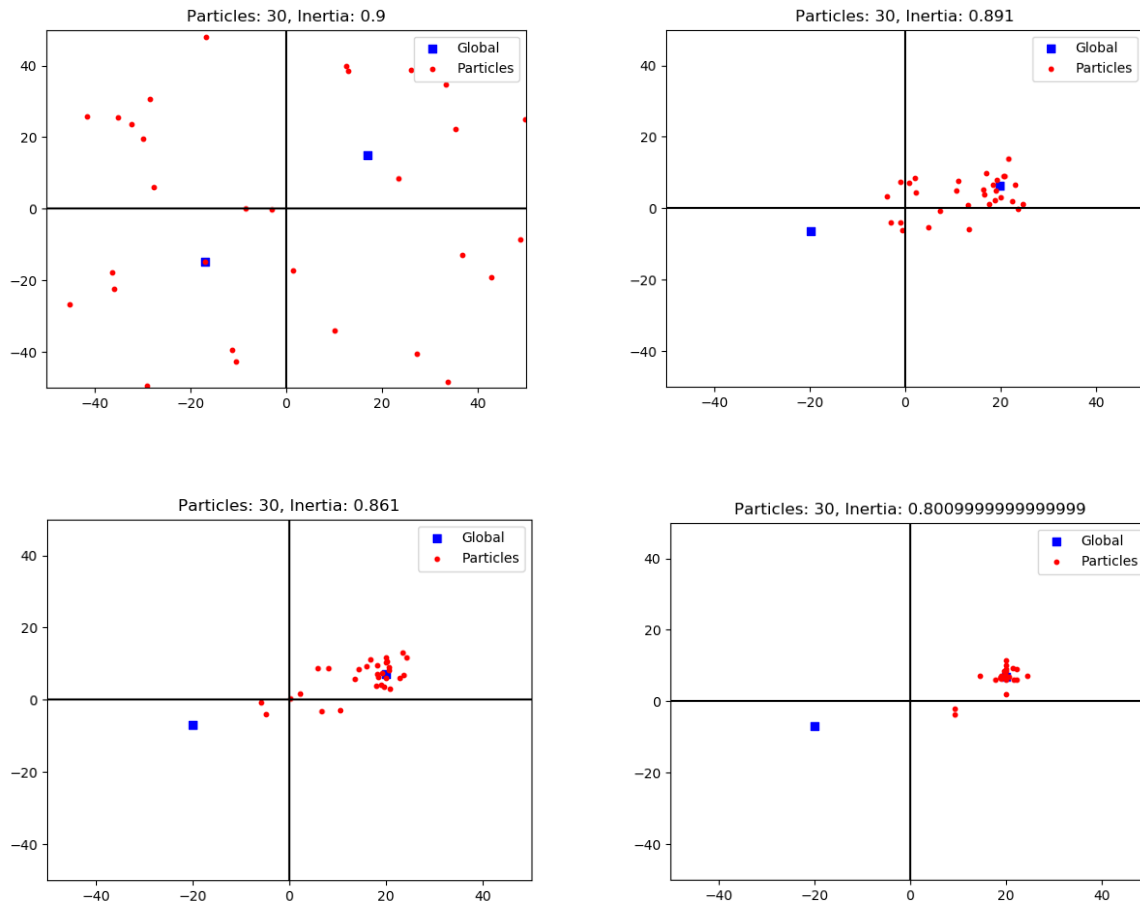 Particles: 30, Inertia: 0.9
Global
Particles
40
20
0
−20
−40
−40 −20 0 20 40
Particles: 30, Inertia: 0.891
Global
Particles
40
20
0
−20
−40
−40 −20 0 20 40
Particles: 30, Inertia: 0.861
Global
Particles
40
20
0
−20
−40
−40 −20 0 20 40
Particles: 30, Inertia: 0.8009999999999999
Global
Particles
40
20
0
−20
−40
−40 −20 0 20 40